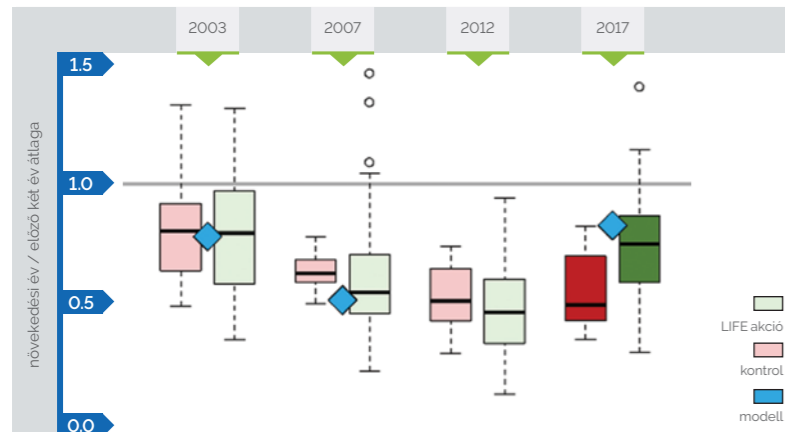 2003
2007
2012
2017
növekedési év / előző két év átlaga
1.5
1.0
0.5
0.0
LIFE akció
kontrol
modell